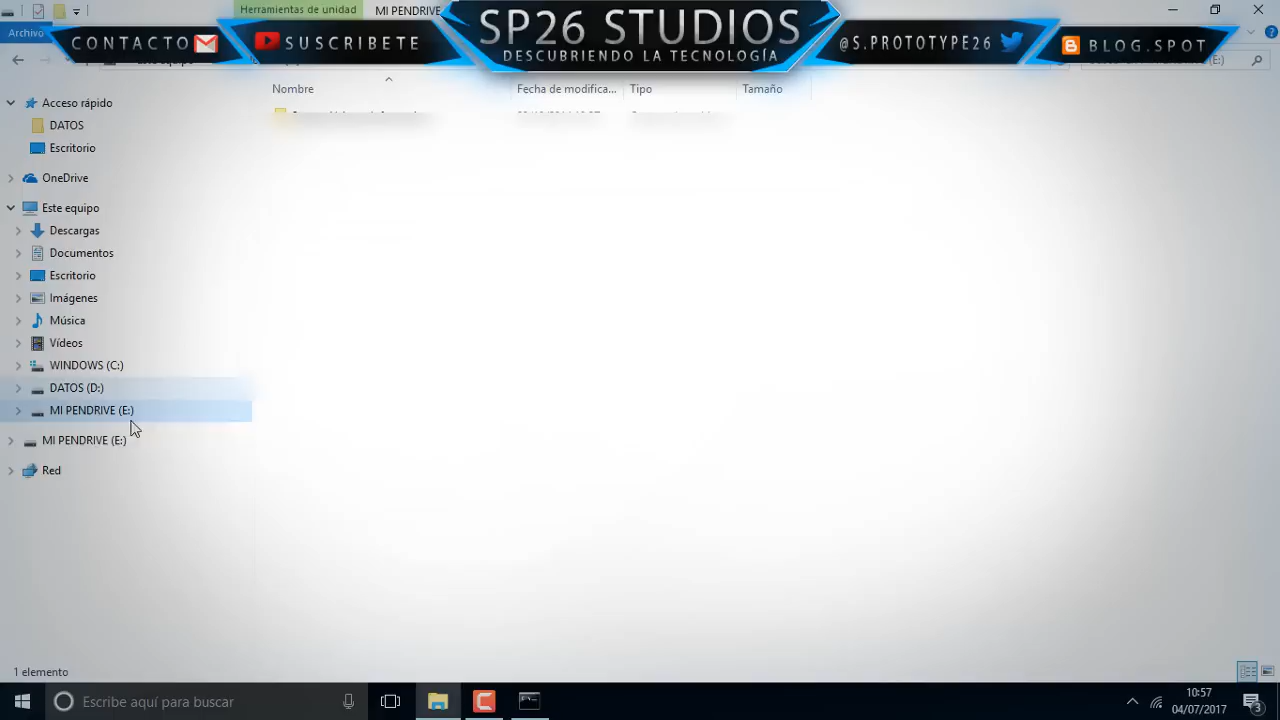 Herramientas de unidad
MI PENDRIVE
SP26 STUDIOS
DESCUBRIENDO LA TECNOLOGÍA
CONTACTO
SUSCRIBETE
@S.PROTOTYPE26
BLOG.SPOT
Archivo
(E:)
Nombre
Fecha de modifica...
Tipo
Tamaño
Acceso rápido
DATOS
Escritorio
OneDrive
Este equipo
Descargas
Documentos
Escritorio
Imágenes
Música
Vídeos
WINDOWS (C:)
DATOS (D:)
MI PENDRIVE (E:)
MI PENDRIVE (E:)
Red
1 elemento
Escribe aquí para buscar
10:57
04/07/2017
3